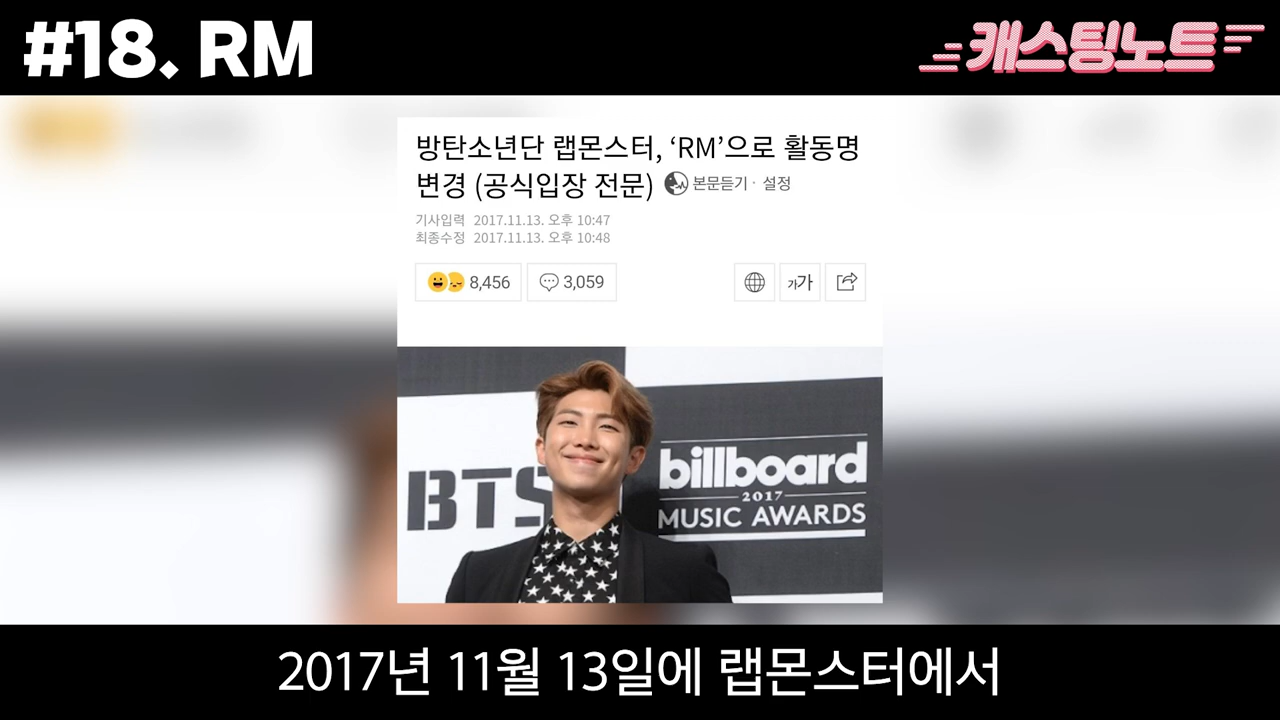 #18. RM
캐스팅노트
방탄소년단 랩몬스터, ‘RM’으로 활동명
변경 (공식입장 전문) 본문듣기 · 설정
기사입력 2017.11.13. 오후 10:47
최종수정 2017.11.13. 오후 10:48
8,456 3,059 가가
BTS
billboard
2017
MUSIC AWARDS
2017년 11월 13일에 랩몬스터에서